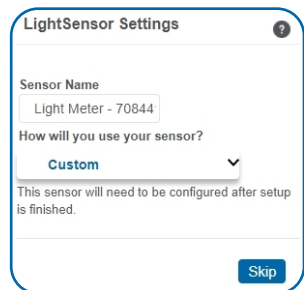 LightSensor Settings
?
Sensor Name
Light Meter - 70844
How will you use your sensor?
Custom
This sensor will need to be configured after setup
is finished.
Skip